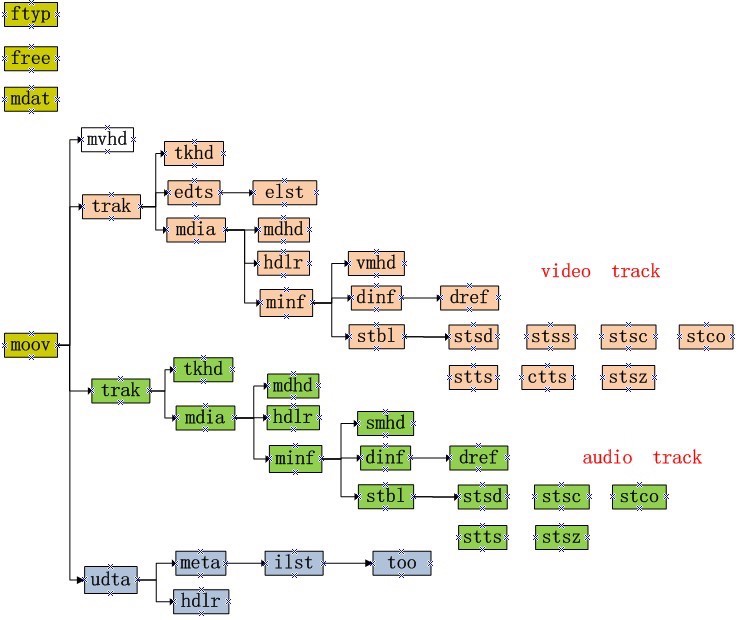 ftyp
free
mdat
mvhd
tkhd
edts elst
trak
mdia mdhd
hdlr vmhd
video track
minf dinf dref
moov
stbl stsd stss stsc stco
stts ctts stsz
tkhd
trak
mdhd
mdia hdlr
smhd
minf dinf dref
audio track
stbl stsd stsc stco
stts stsz
meta ilst too
udta
hdlr